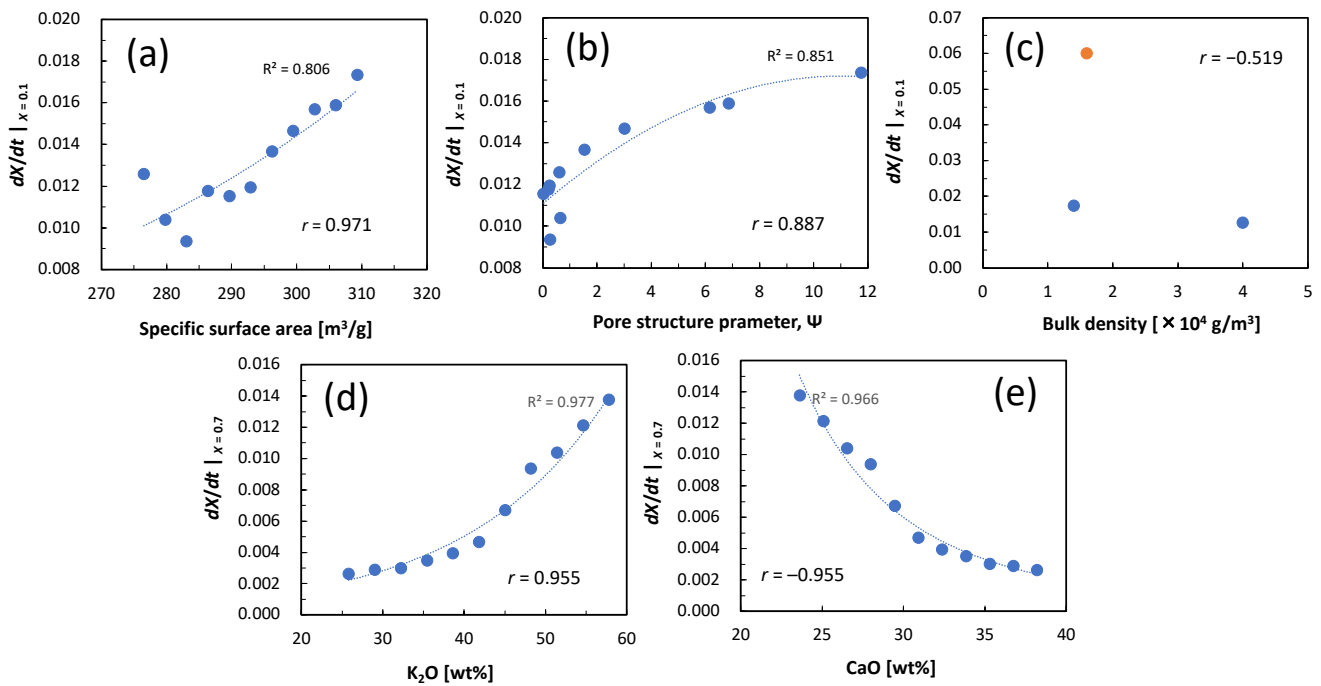 (a)
R² = 0.806
r = 0.971
dX/dt | X = 0.1
0.020
0.018
0.016
0.014
0.012
0.010
0.008
270 280 290 300 310 320
Specific surface area [m³/g]
(b)
R² = 0.851
r = 0.887
dX/dt | X = 0.1
0.020
0.018
0.016
0.014
0.012
0.010
0.008
0 2 4 6 8 10 12
Pore structure prameter, Ψ
(c)
r = −0.519
dX/dt | X = 0.1
0.07
0.06
0.05
0.04
0.03
0.02
0.01
0.00
0 1 2 3 4 5
Bulk density [ × 10⁴ g/m³]
(d)
R² = 0.977
r = 0.955
dX/dt | X = 0.7
0.016
0.014
0.012
0.010
0.008
0.006
0.004
0.002
0.000
20 30 40 50 60
K₂O [wt%]
(e)
R² = 0.966
r = −0.955
dX/dt | X = 0.7
0.016
0.014
0.012
0.010
0.008
0.006
0.004
0.002
0.000
20 25 30 35 40
CaO [wt%]